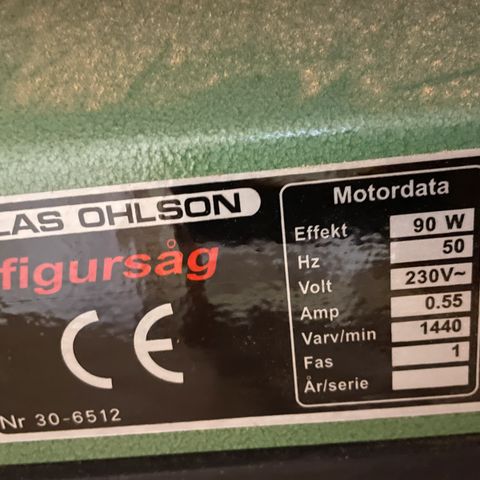 LAS OHLSON
figursåg
CE
Nr 30-6512
Motordata
Effekt 90 W
Hz 50
Volt 230V~
Amp 0.55
Varv/min 1440
Fas 1
År/serie